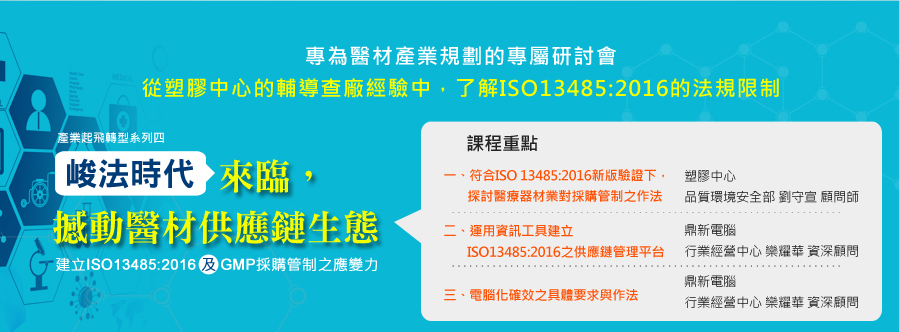 專為醫材產業規劃的專屬研討會
從塑膠中心的輔導查廠經驗中，了解ISO13485:2016的法規限制
產業起飛轉型系列四
峻法時代來臨，
撼動醫材供應鏈生態
建立ISO13485:2016及GMP採購管制之應變力
課程重點
一、符合ISO 13485:2016新版驗證下，
探討醫療器材業對採購管制之作法
塑膠中心
品質環境安全部 劉守宣 顧問師
二、運用資訊工具建立
ISO13485:2016之供應鏈管理平台
鼎新電腦
行業經營中心 欒耀華 資深顧問
三、電腦化確效之具體要求與作法
鼎新電腦
行業經營中心 欒耀華 資深顧問